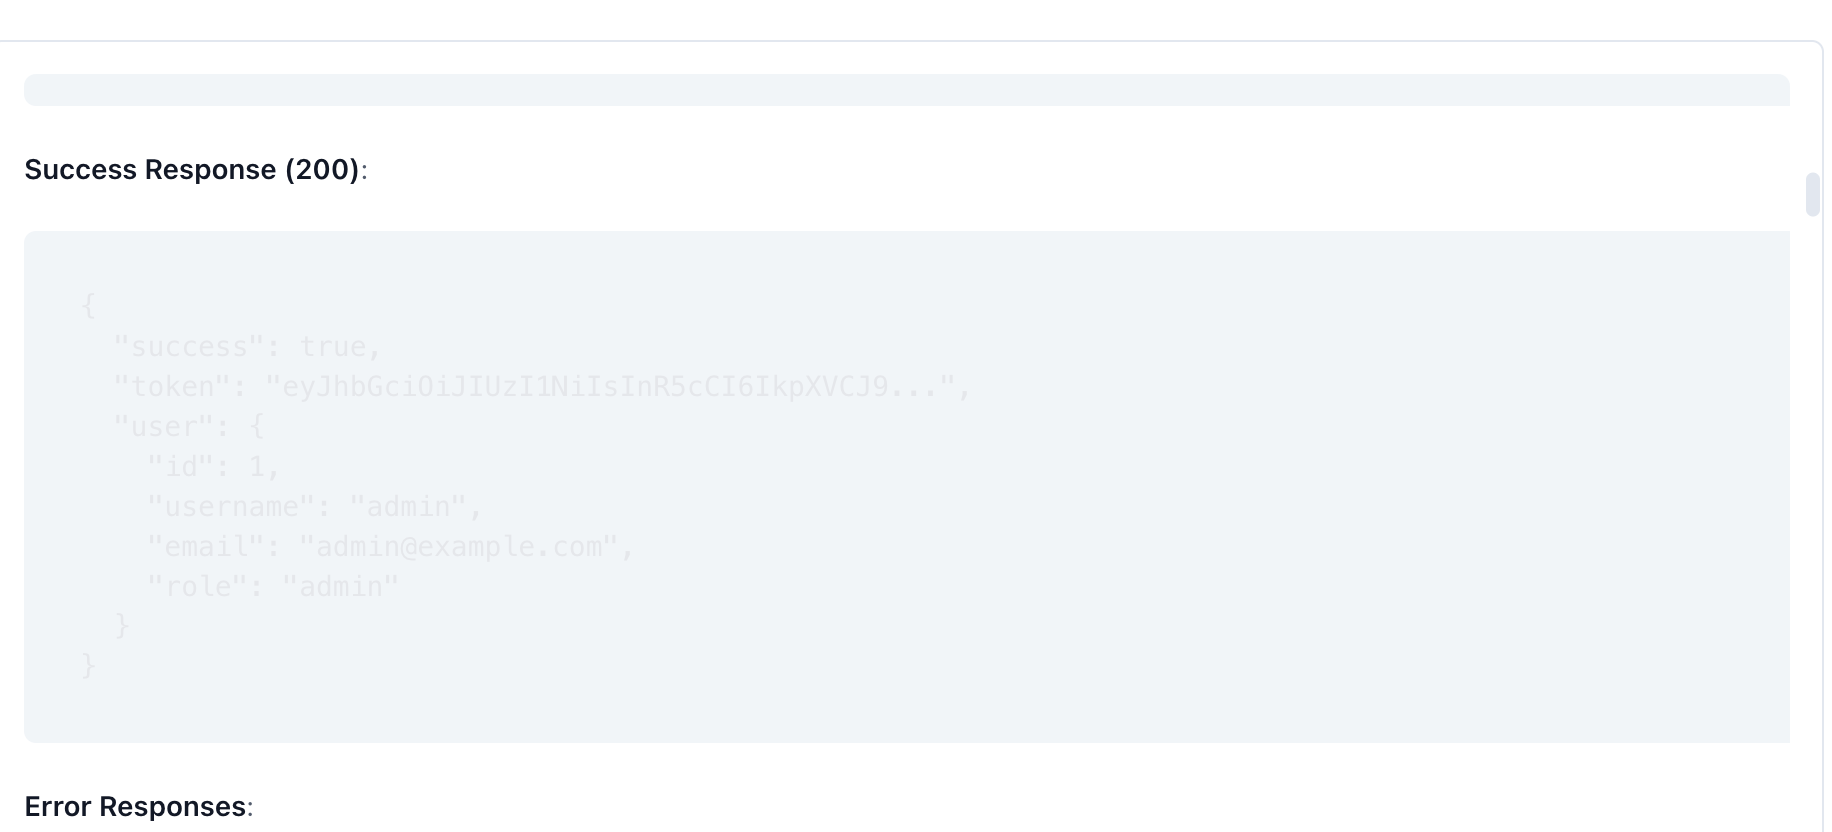 Success Response (200):
{
  "success": true,
  "token": "eyJhbGciOiJIUzI1NiIsInR5cCI6IkpXVCJ9...",
  "user": {
    "id": 1,
    "username": "admin",
    "email": "admin@example.com",
    "role": "admin"
  }
}
Error Responses: